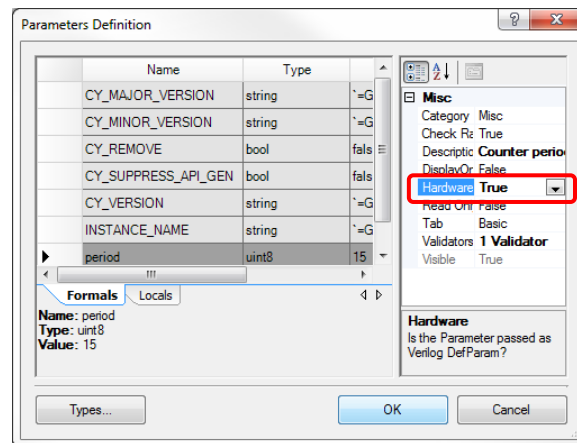 Parameters Definition
Name Type
CY_MAJOR_VERSION string `=G
CY_MINOR_VERSION string `=G
CY_REMOVE bool fals
CY_SUPPRESS_API_GEN bool fals
CY_VERSION string `=G
INSTANCE_NAME string `=G
period uint8 15
Formals Locals
Name: period
Type: uint8
Value: 15
Misc
Category Misc
Check Ra True
Descriptic Counter perio
DisplayOr False
Hardware True
Read Onl False
Tab Basic
Validators 1 Validator
Visible True
Hardware
Is the Parameter passed as
Verilog DefParam?
Types... OK Cancel